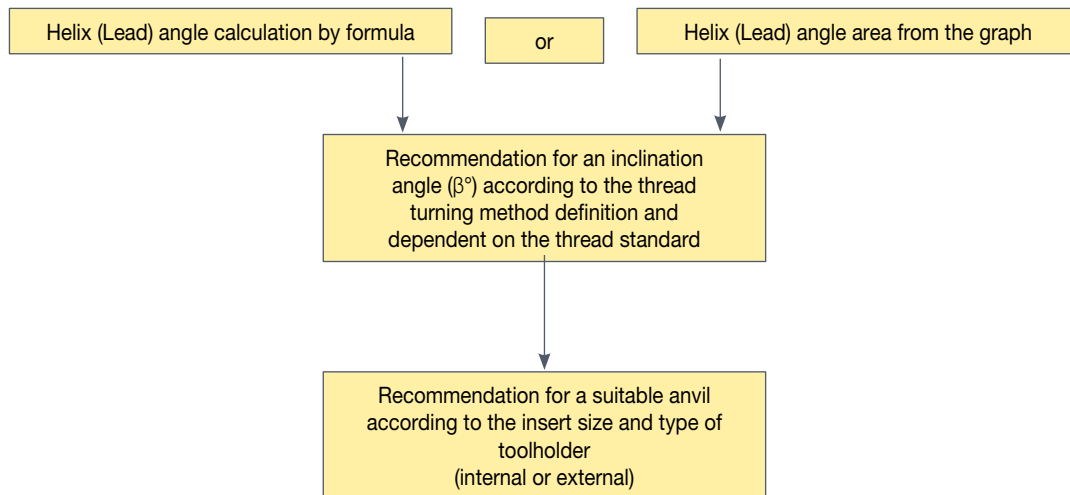 Helix (Lead) angle calculation by formula
or
Helix (Lead) angle area from the graph
Recommendation for an inclination
angle (β°) according to the thread
turning method definition and
dependent on the thread standard
Recommendation for a suitable anvil
according to the insert size and type of
toolholder
(internal or external)